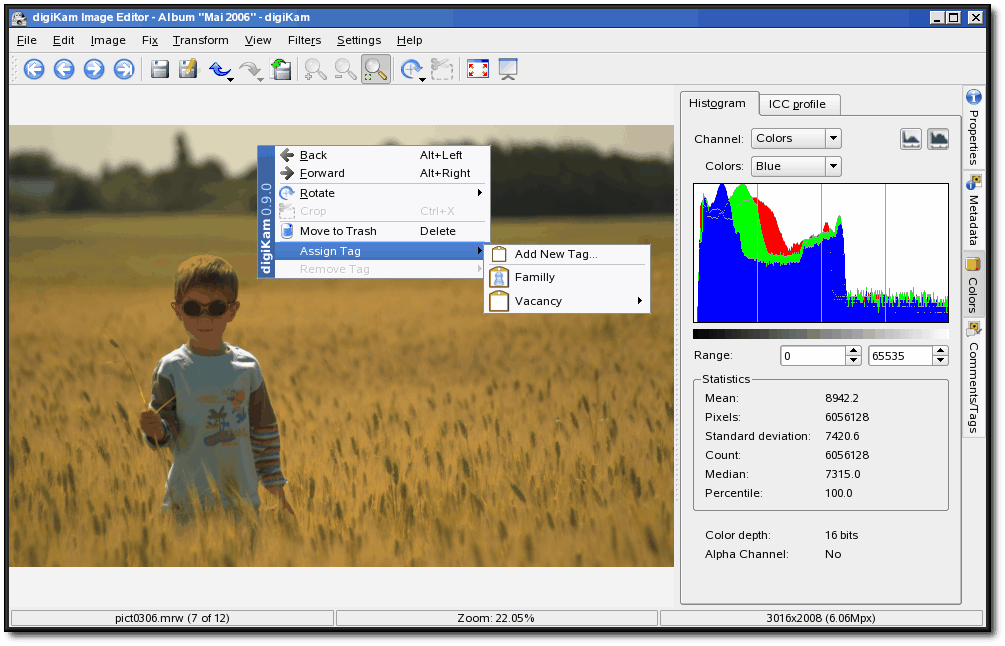 digiKam Image Editor - Album "Mai 2006" - digiKam
File Edit Image Fix Transform View Filters Settings Help
Histogram ICC profile
Channel: Colors
Colors: Blue
Range: 0 65535
Statistics
Mean: 8942.2
Pixels: 6056128
Standard deviation: 7420.6
Count: 6056128
Median: 7315.0
Percentile: 100.0
Color depth: 16 bits
Alpha Channel: No
Properties
Metadata
Colors
Comments/Tags
digiKam 0.9.0
Back Alt+Left
Forward Alt+Right
Rotate
Crop Ctrl+X
Move to Trash Delete
Assign Tag
Remove Tag
Add New Tag...
Familly
Vacancy
pict0306.mrw (7 of 12)
Zoom: 22.05%
3016x2008 (6.06Mpx)